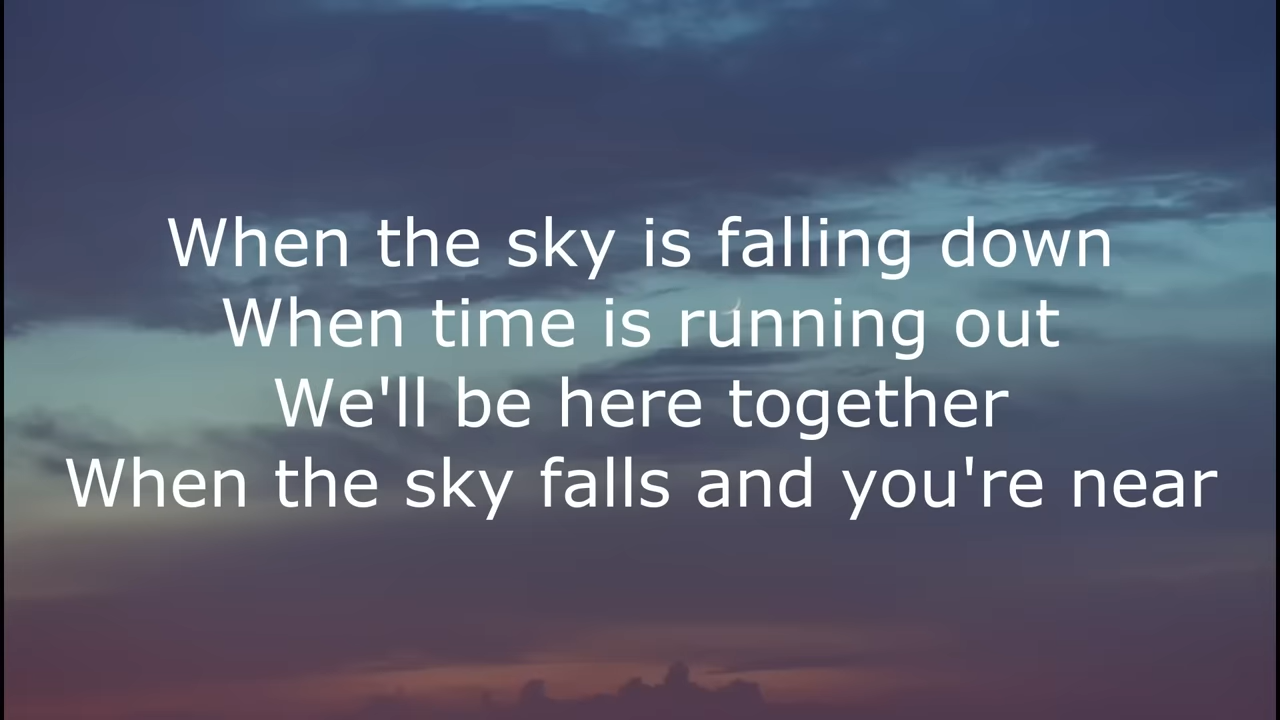 When the sky is falling down
When time is running out
We'll be here together
When the sky falls and you're near